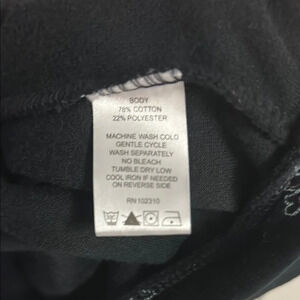 BODY
78% COTTON
22% POLYESTER
MACHINE WASH COLD
GENTLE CYCLE
WASH SEPARATELY
NO BLEACH
TUMBLE DRY LOW
COOL IRON IF NEEDED
ON REVERSE SIDE
RN 102310